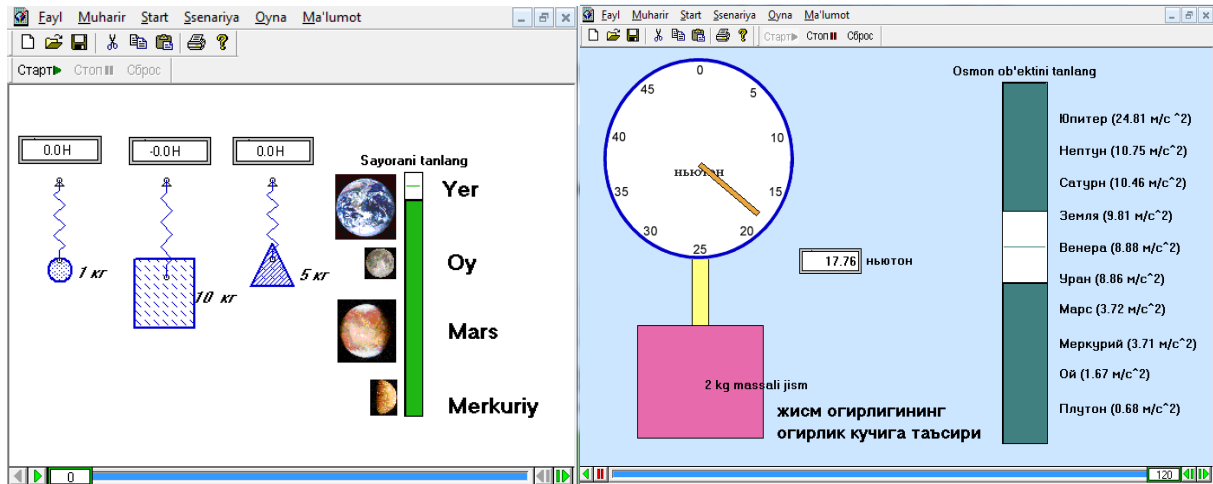 Fayl Muharir Start Ssenariya Oyna Ma'lumot
Старт Стоп Сброс
0.0Н -0.0Н 0.0Н
Sayorani tanlang
Yer
1 кг
10 кг
5 кг
Oy
Mars
Merkuriy
0
Fayl Muharir Start Ssenariya Oyna Ma'lumot
Старт Стоп Сброс
0
5
10
15
20
25
30
35
40
45
ньютон
17.76 ньютон
2 kg massali jism
жисм огирлигининг
огирлик кучига таъсири
Osmon ob'ektini tanlang
Юпитер (24.81 м/с ^2)
Нептун (10.75 м/с^2)
Сатурн (10.46 м/с^2)
Земля (9.81 м/с^2)
Венера (8.88 м/с^2)
Уран (8.86 м/с^2)
Марс (3.72 м/с^2)
Меркурий (3.71 м/с^2)
Ой (1.67 м/с^2)
Плутон (0.68 м/с^2)
120